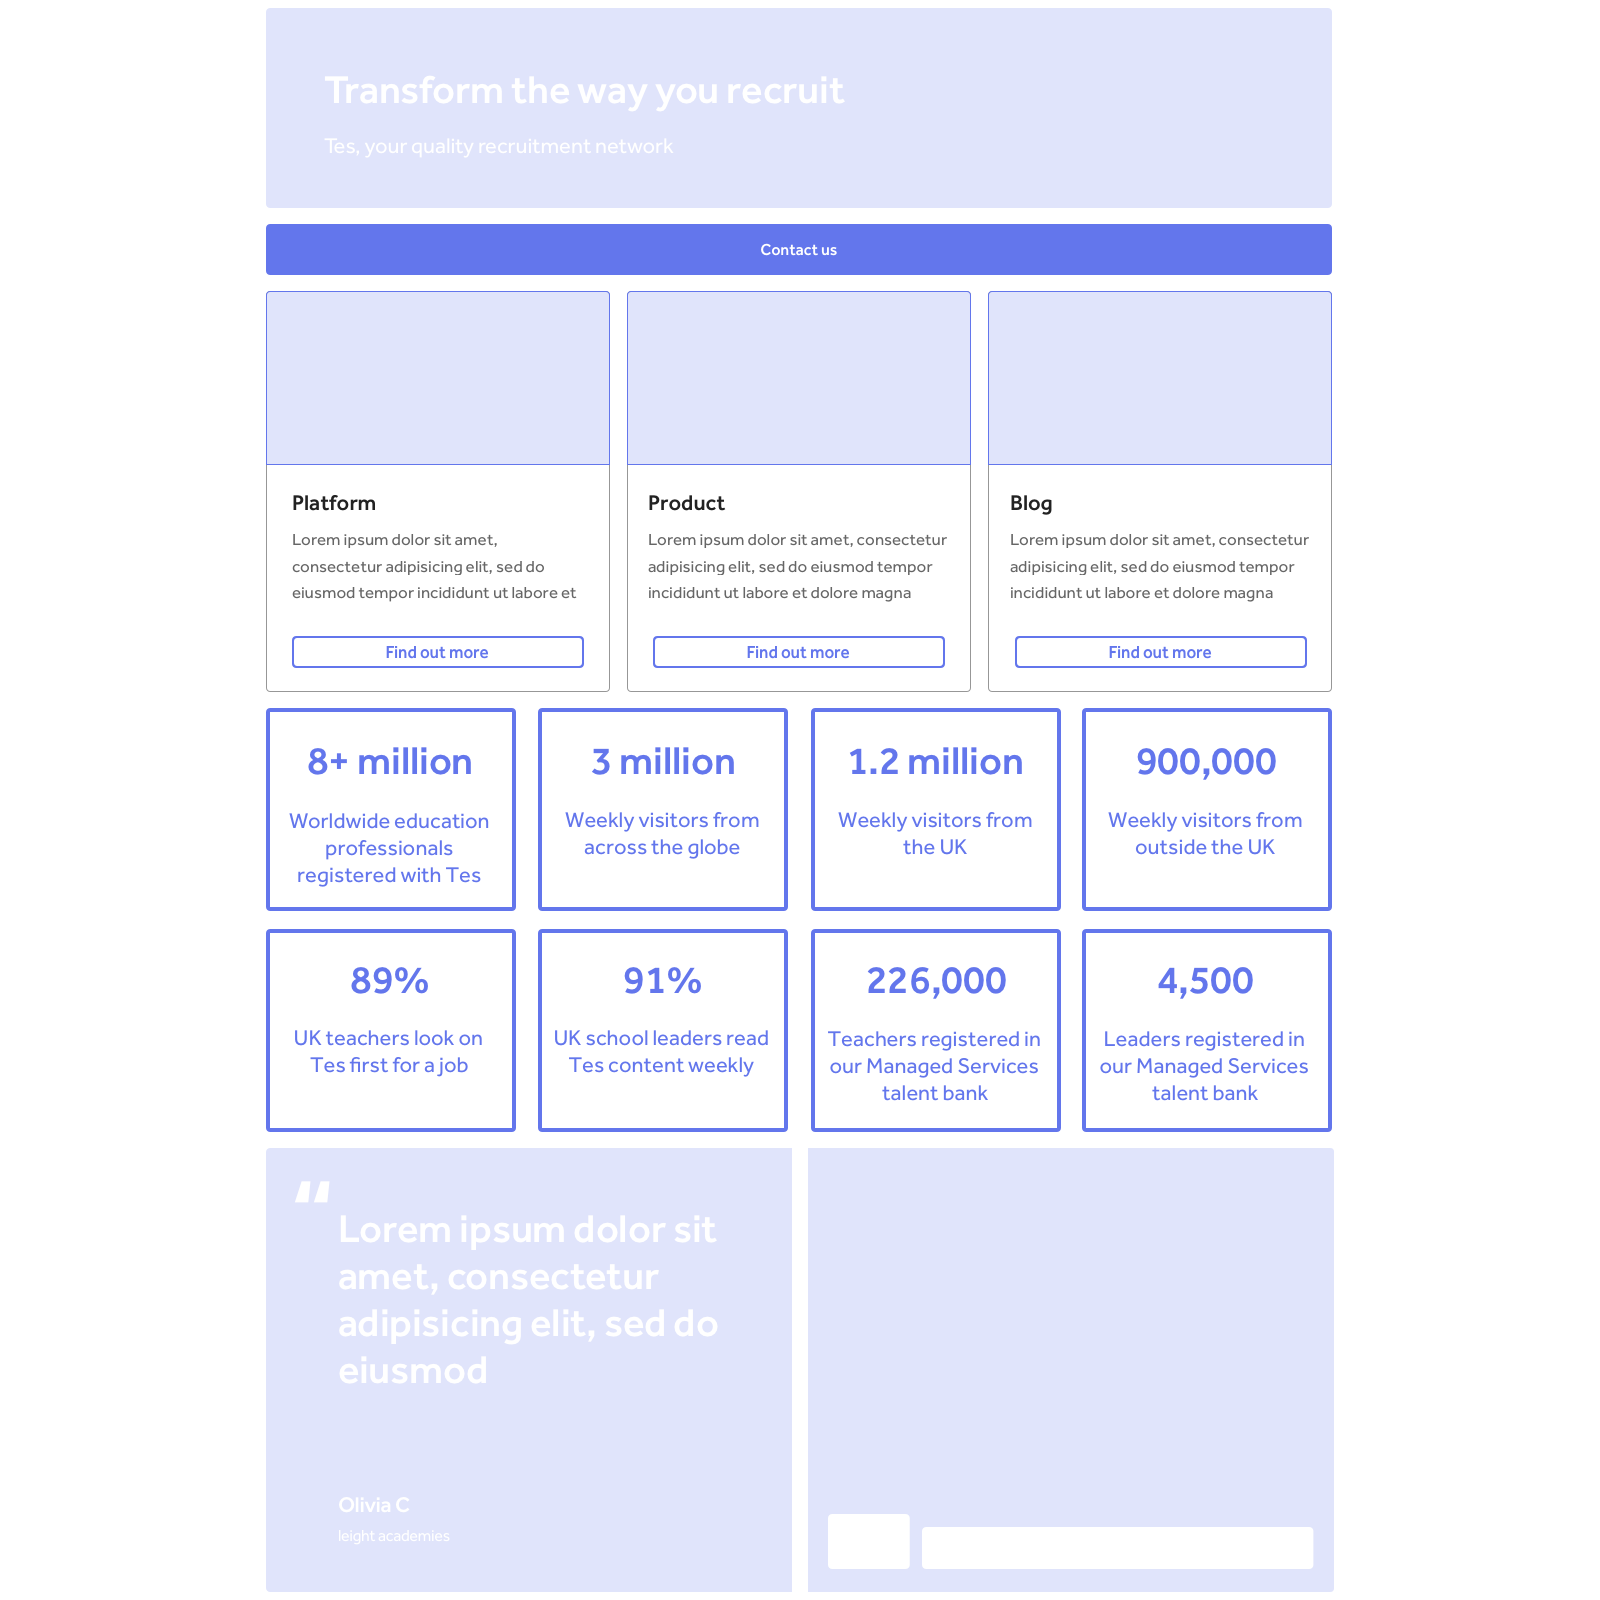 Transform the way you recruit
Tes, your quality recruitment network
Contact us
Platform
Lorem ipsum dolor sit amet,
consectetur adipisicing elit, sed do
eiusmod tempor incididunt ut labore et
Find out more
Product
Lorem ipsum dolor sit amet, consectetur
adipisicing elit, sed do eiusmod tempor
incididunt ut labore et dolore magna
Find out more
Blog
Lorem ipsum dolor sit amet, consectetur
adipisicing elit, sed do eiusmod tempor
incididunt ut labore et dolore magna
Find out more
8+ million
Worldwide education
professionals
registered with Tes
3 million
Weekly visitors from
across the globe
1.2 million
Weekly visitors from
the UK
900,000
Weekly visitors from
outside the UK
89%
UK teachers look on
Tes first for a job
91%
UK school leaders read
Tes content weekly
226,000
Teachers registered in
our Managed Services
talent bank
4,500
Leaders registered in
our Managed Services
talent bank
“
Lorem ipsum dolor sit
amet, consectetur
adipisicing elit, sed do
eiusmod
Olivia C
leight academies